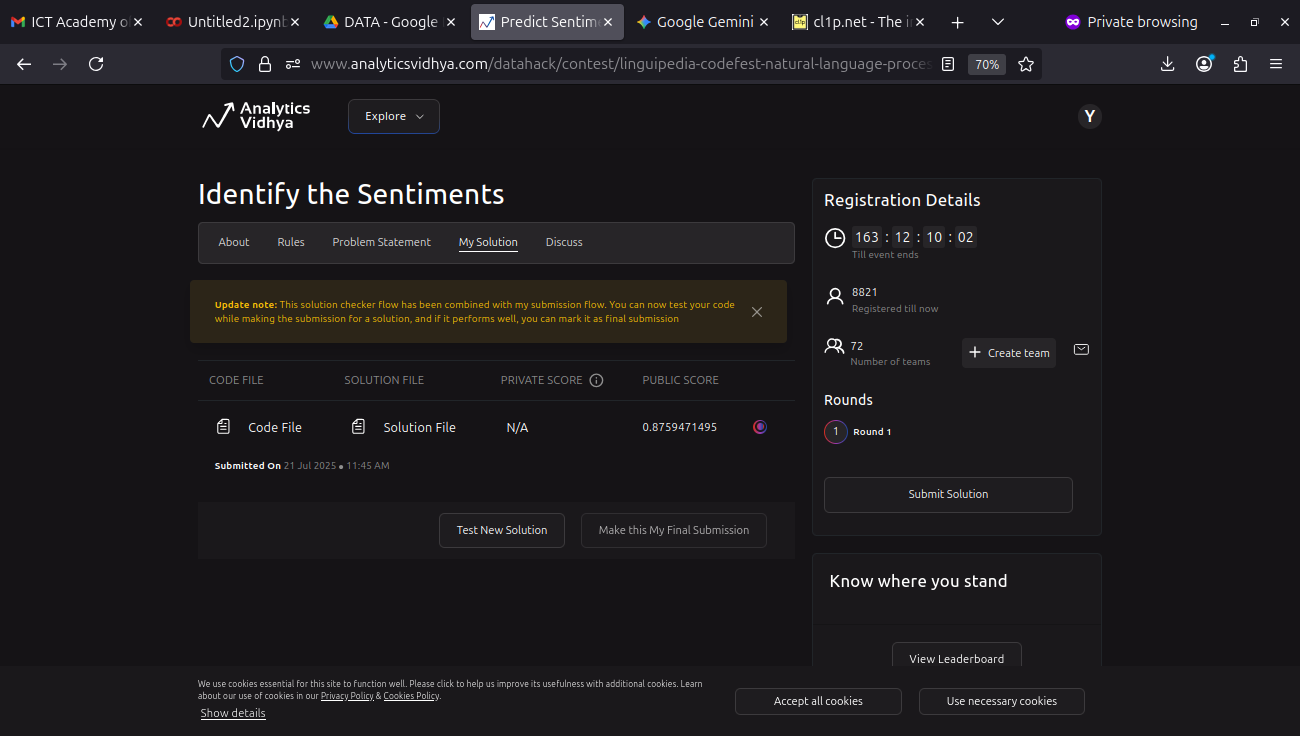 ICT Academy o
Untitled2.ipynb
DATA - Google
Predict Sentime
Google Gemini
cl1p.net - The i
Private browsing
www.analyticsvidhya.com/datahack/contest/linguipedia-codefest-natural-language-proces
70%
Analytics
Vidhya
Explore
Y
Identify the Sentiments
About Rules Problem Statement My Solution Discuss
Update note: This solution checker flow has been combined with my submission flow. You can now test your code
while making the submission for a solution, and if it performs well, you can mark it as final submission
CODE FILE SOLUTION FILE PRIVATE SCORE PUBLIC SCORE
Code File Solution File N/A 0.8759471495
Submitted On 21 Jul 2025 ● 11:45 AM
Test New Solution Make this My Final Submission
Registration Details
163 : 12 : 10 : 02
Till event ends
8821
Registered till now
72
Number of teams
+ Create team
Rounds
1 Round 1
Submit Solution
Know where you stand
View Leaderboard
We use cookies essential for this site to function well. Please click to help us improve its usefulness with additional cookies. Learn
about our use of cookies in our Privacy Policy & Cookies Policy.
Show details
Accept all cookies
Use necessary cookies